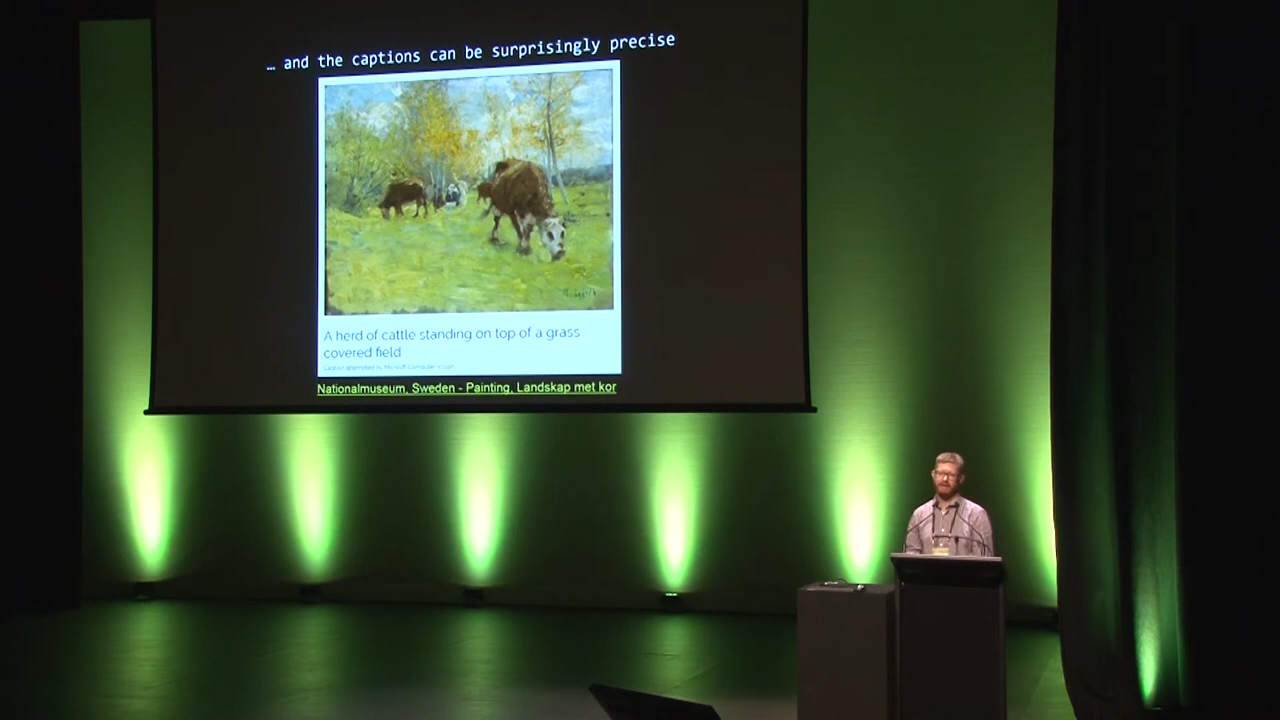 … and the captions can be surprisingly precise
A herd of cattle standing on top of a grass
covered field
Nationalmuseum, Sweden - Painting, Landskap met kor